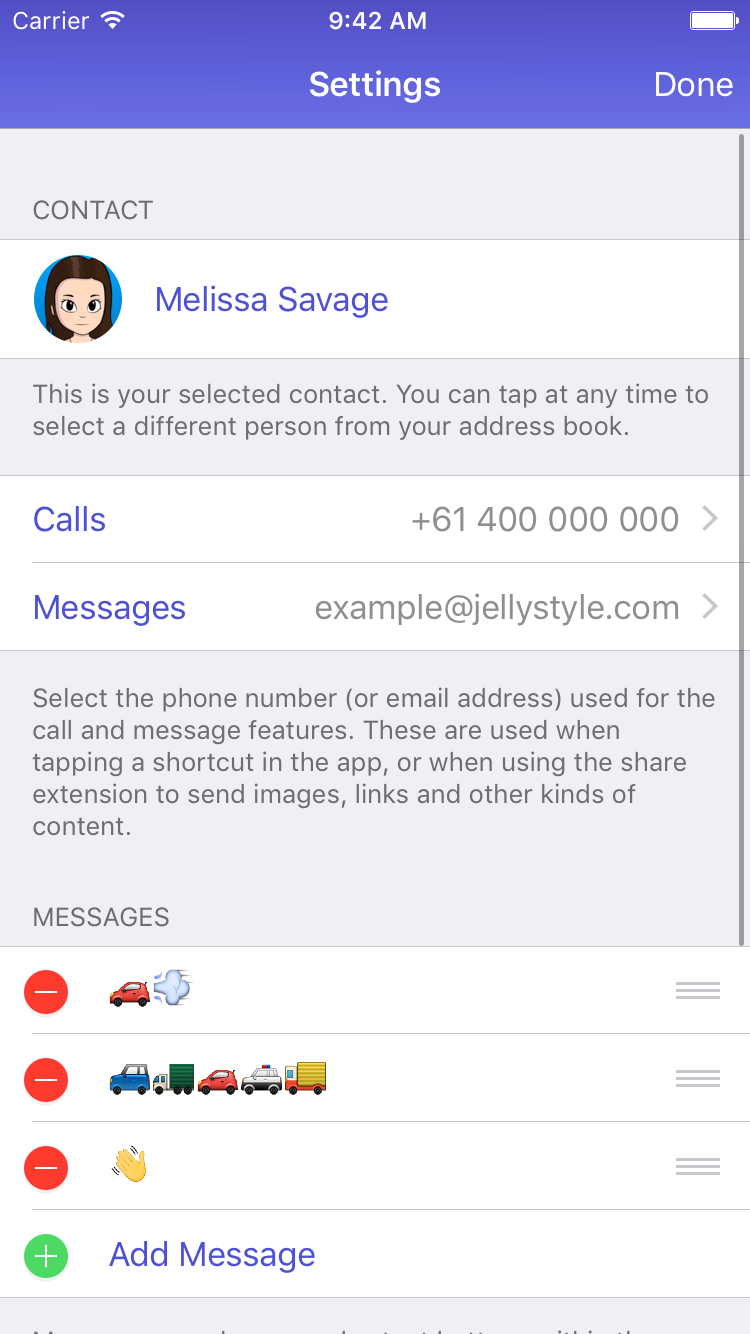 Carrier 9:42 AM
Settings Done
CONTACT
Melissa Savage
This is your selected contact. You can tap at any time to
select a different person from your address book.
Calls +61 400 000 000
Messages example@jellystyle.com
Select the phone number (or email address) used for the
call and message features. These are used when
tapping a shortcut in the app, or when using the share
extension to send images, links and other kinds of
content.
MESSAGES
🚗💨
🚙🚛🚗🚓🚚
👋
Add Message